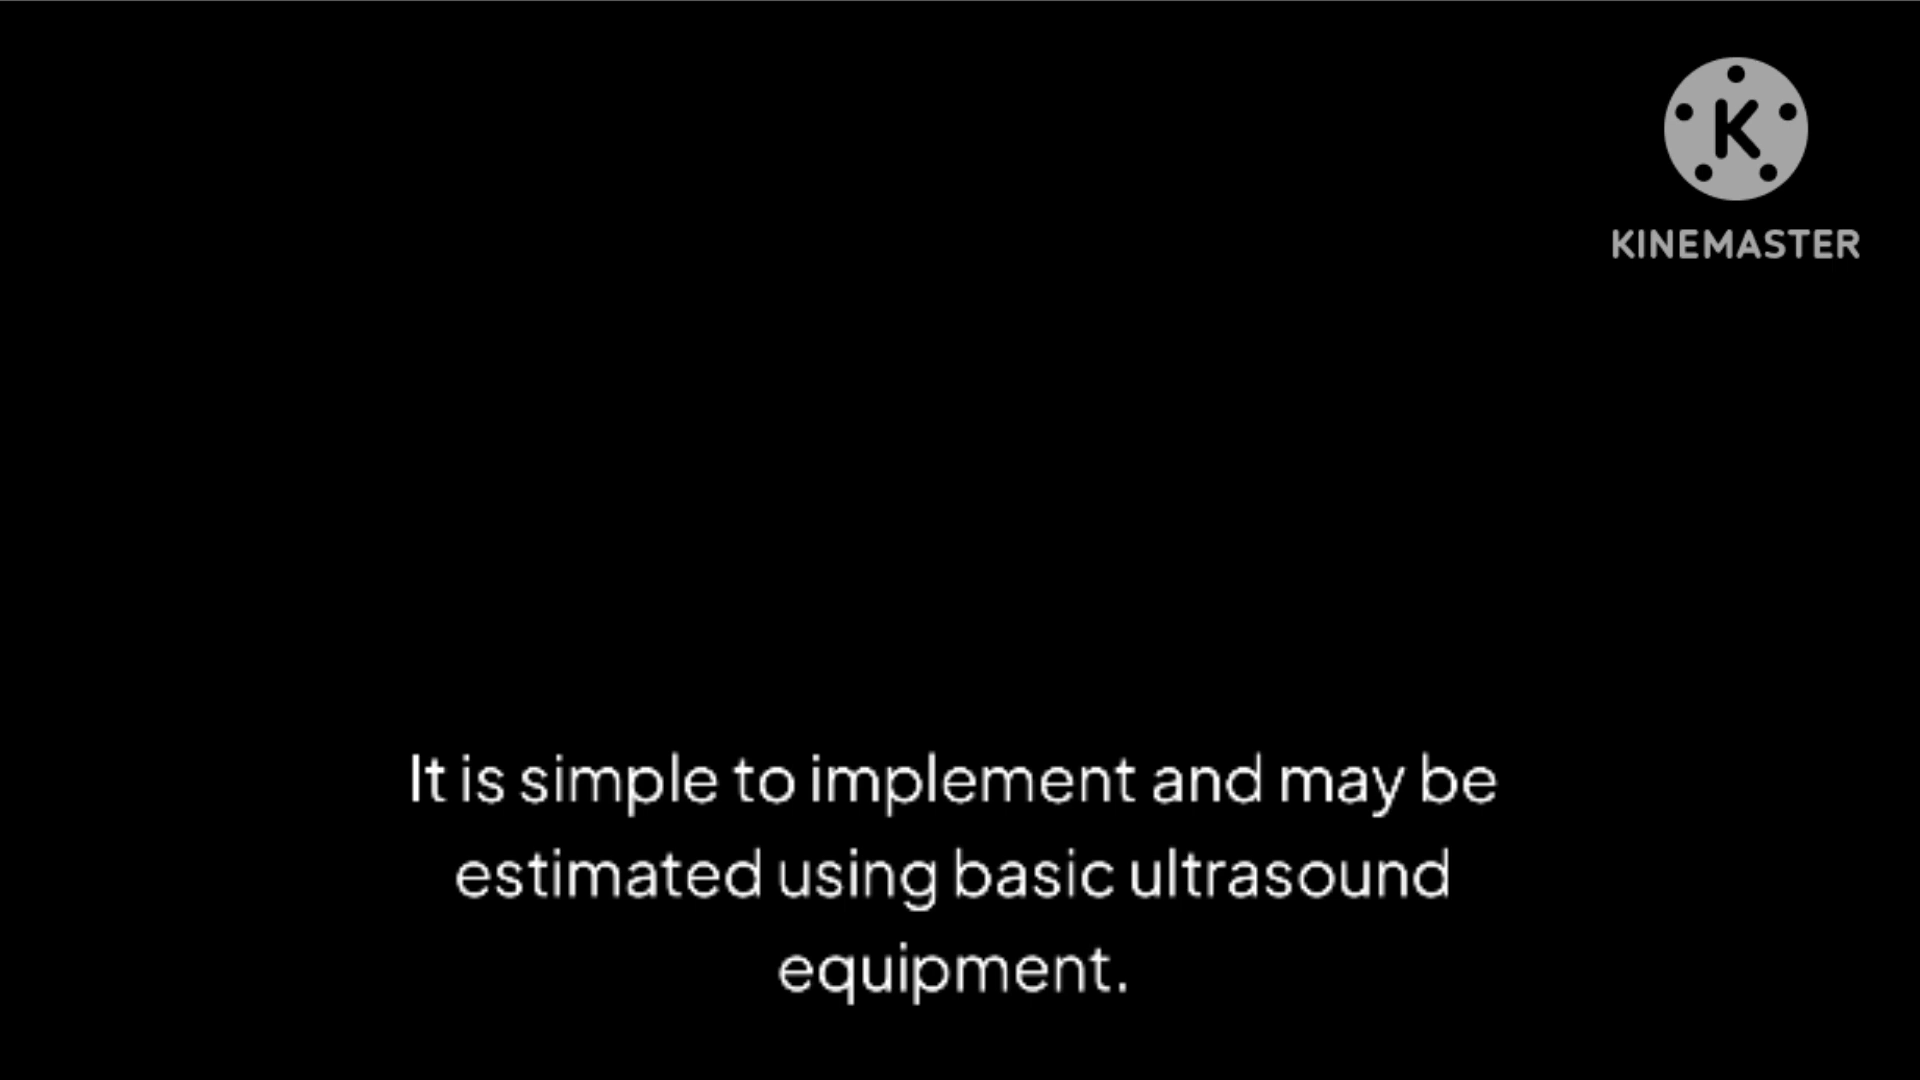 K
KINEMASTER
It is simple to implement and may be
estimated using basic ultrasound
equipment.